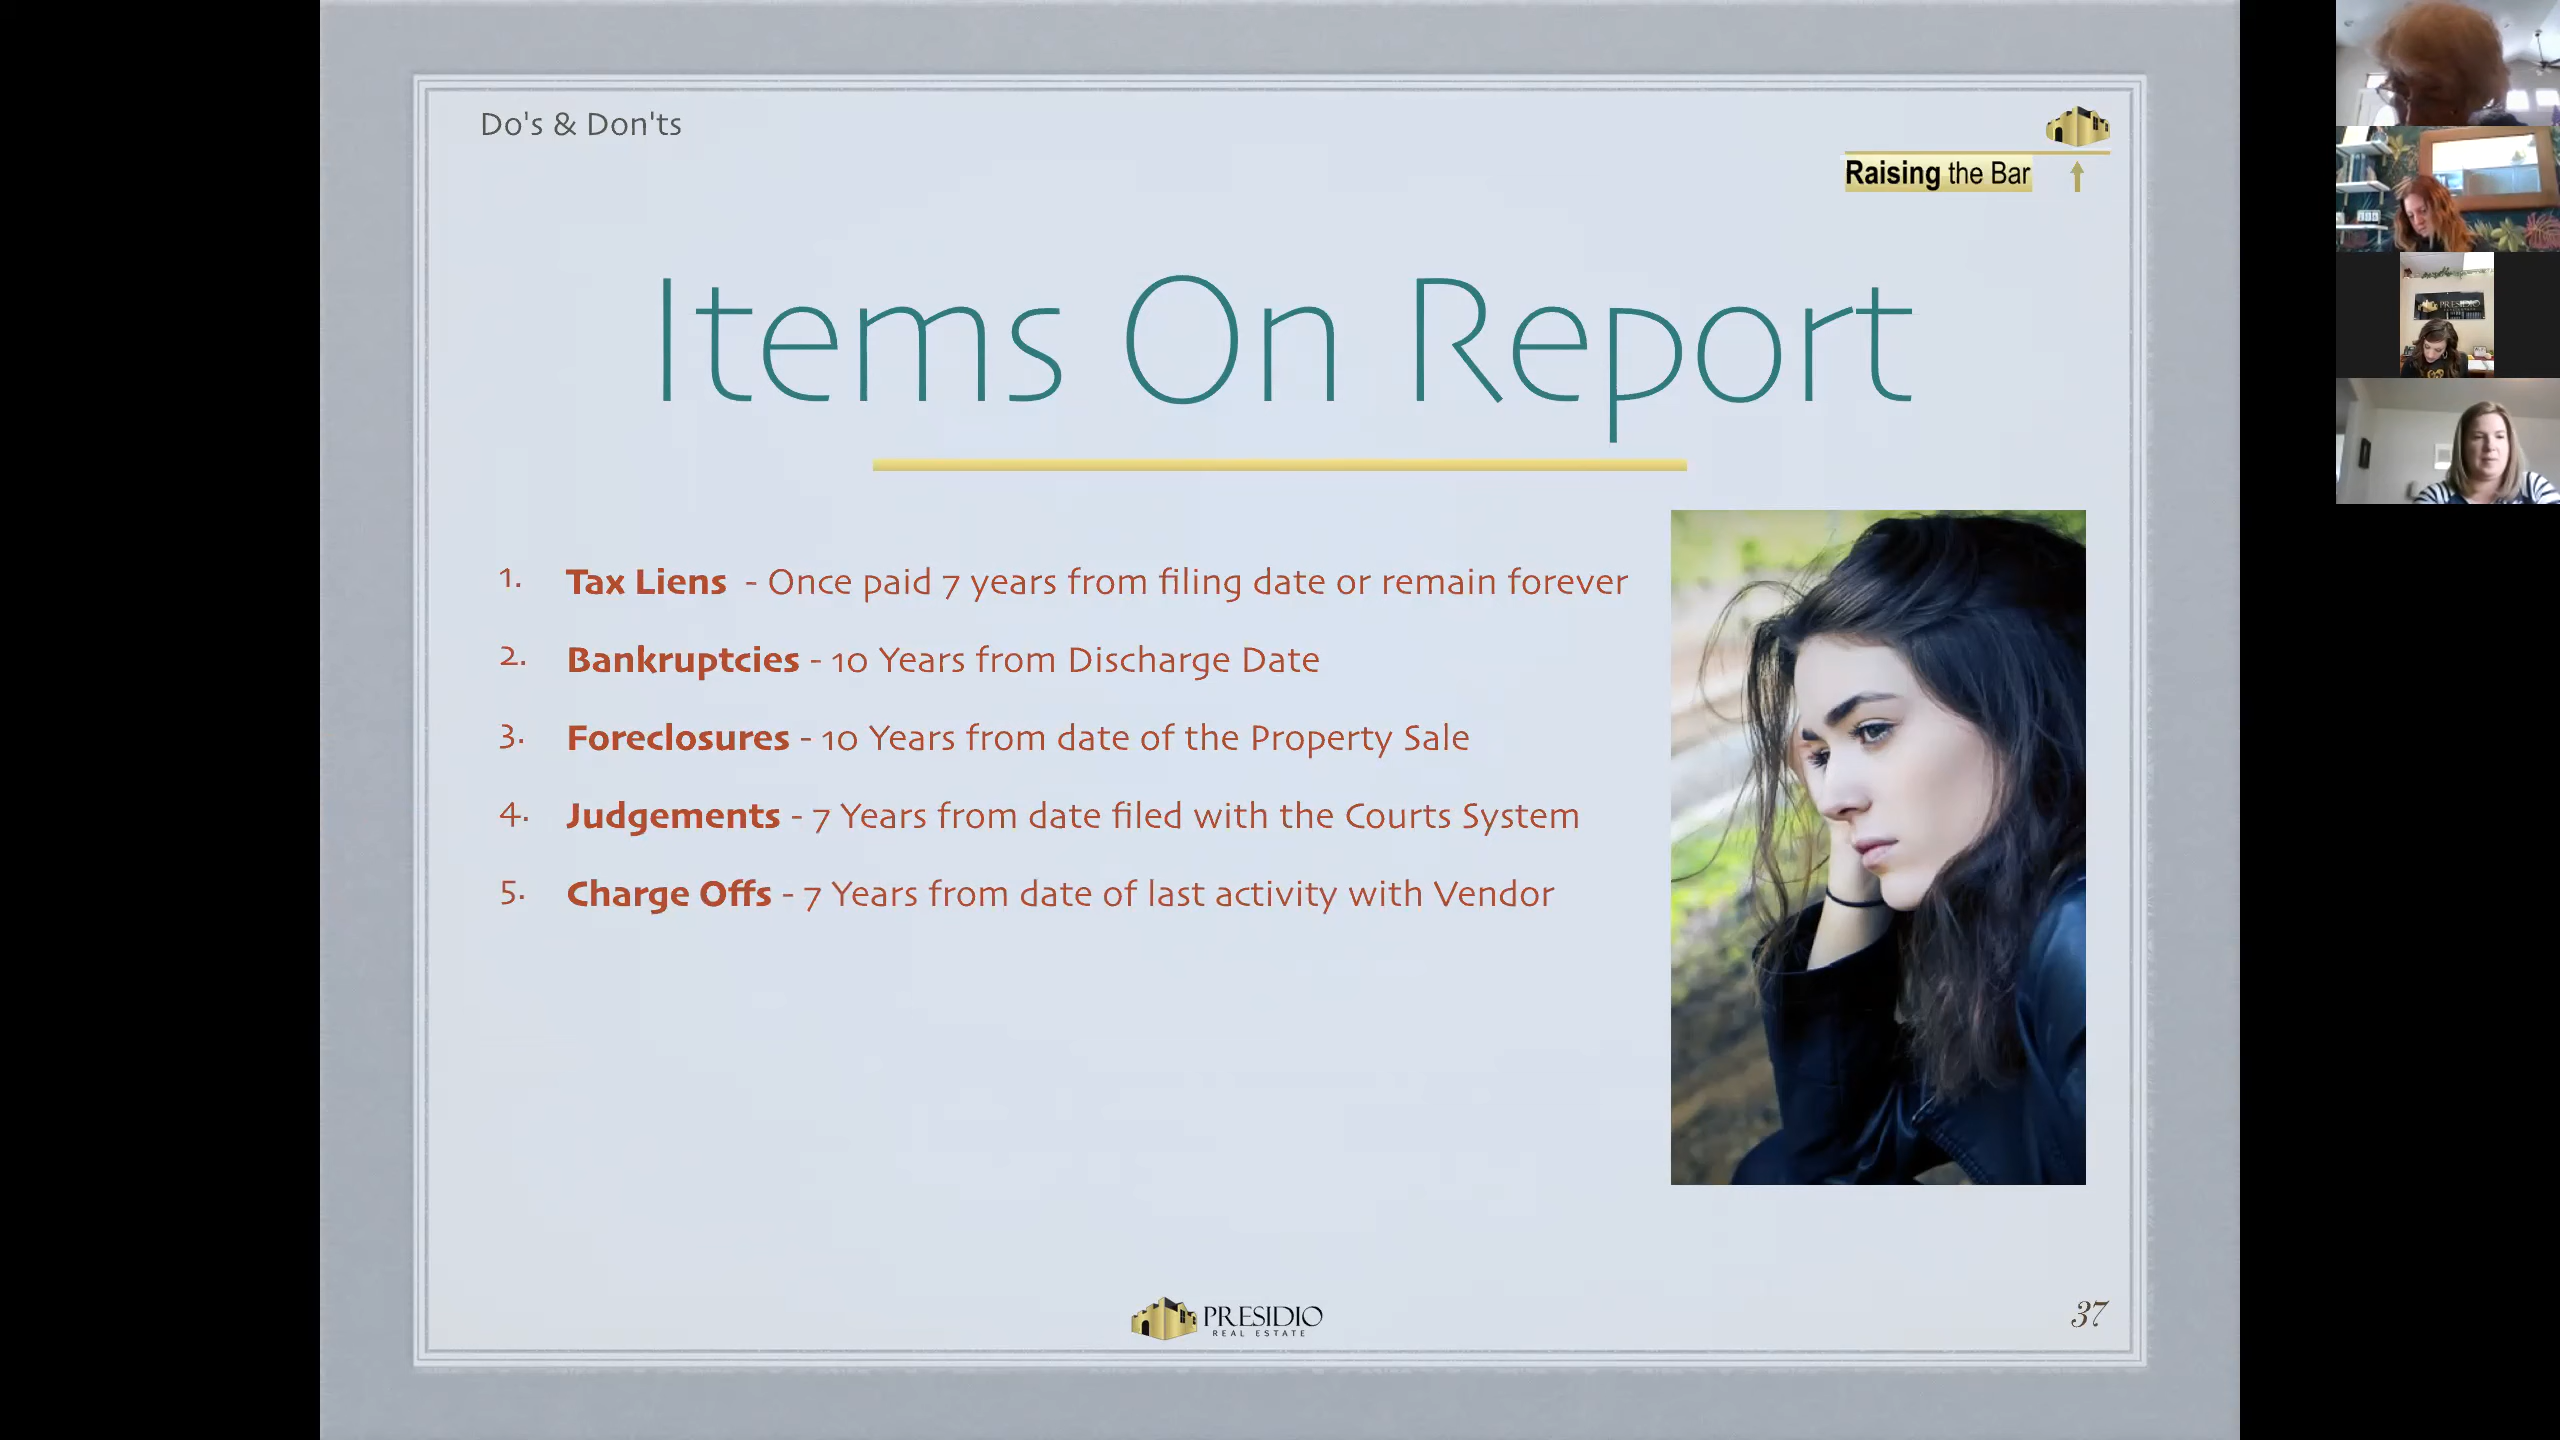 Do's & Don'ts
Raising the Bar
Items On Report
1. Tax Liens - Once paid 7 years from filing date or remain forever
2. Bankruptcies - 10 Years from Discharge Date
3. Foreclosures - 10 Years from date of the Property Sale
4. Judgements - 7 Years from date filed with the Courts System
5. Charge Offs - 7 Years from date of last activity with Vendor
PRESIDIO
REAL ESTATE
37
PRESIDIO